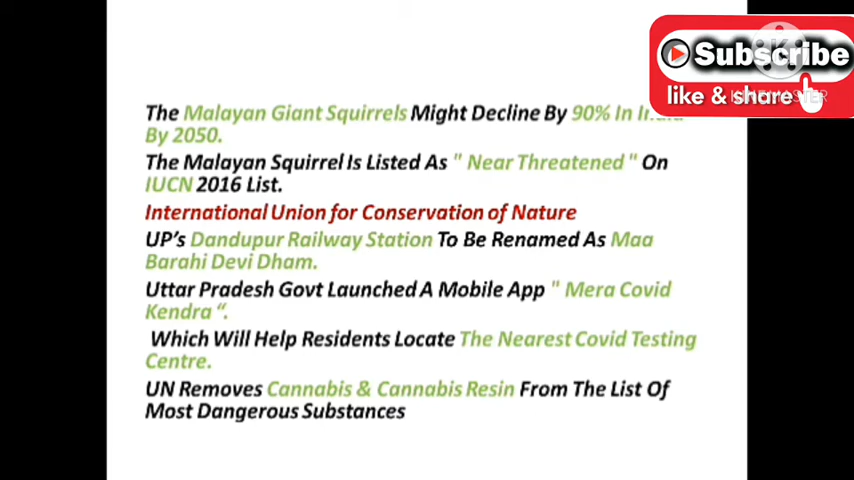 Subscribe
like & share
KINEMASTER
The Malayan Giant Squirrels Might Decline By 90% In
By 2050.
The Malayan Squirrel Is Listed As " Near Threatened " On
IUCN 2016 List.
International Union for Conservation of Nature
UP’s Dandupur Railway Station To Be Renamed As Maa
Barahi Devi Dham.
Uttar Pradesh Govt Launched A Mobile App " Mera Covid
Kendra “.
Which Will Help Residents Locate The Nearest Covid Testing
Centre.
UN Removes Cannabis & Cannabis Resin From The List Of
Most Dangerous Substances